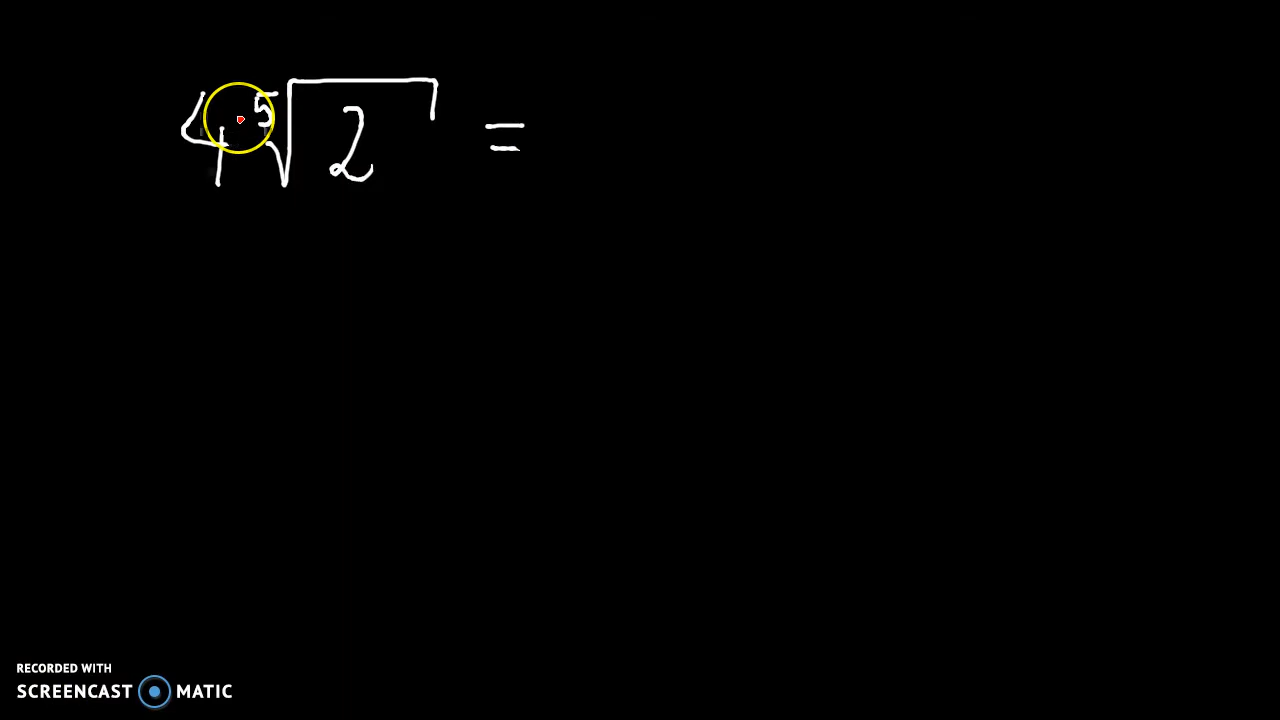 4 ⁵√2 =
RECORDED WITH
SCREENCAST MATIC